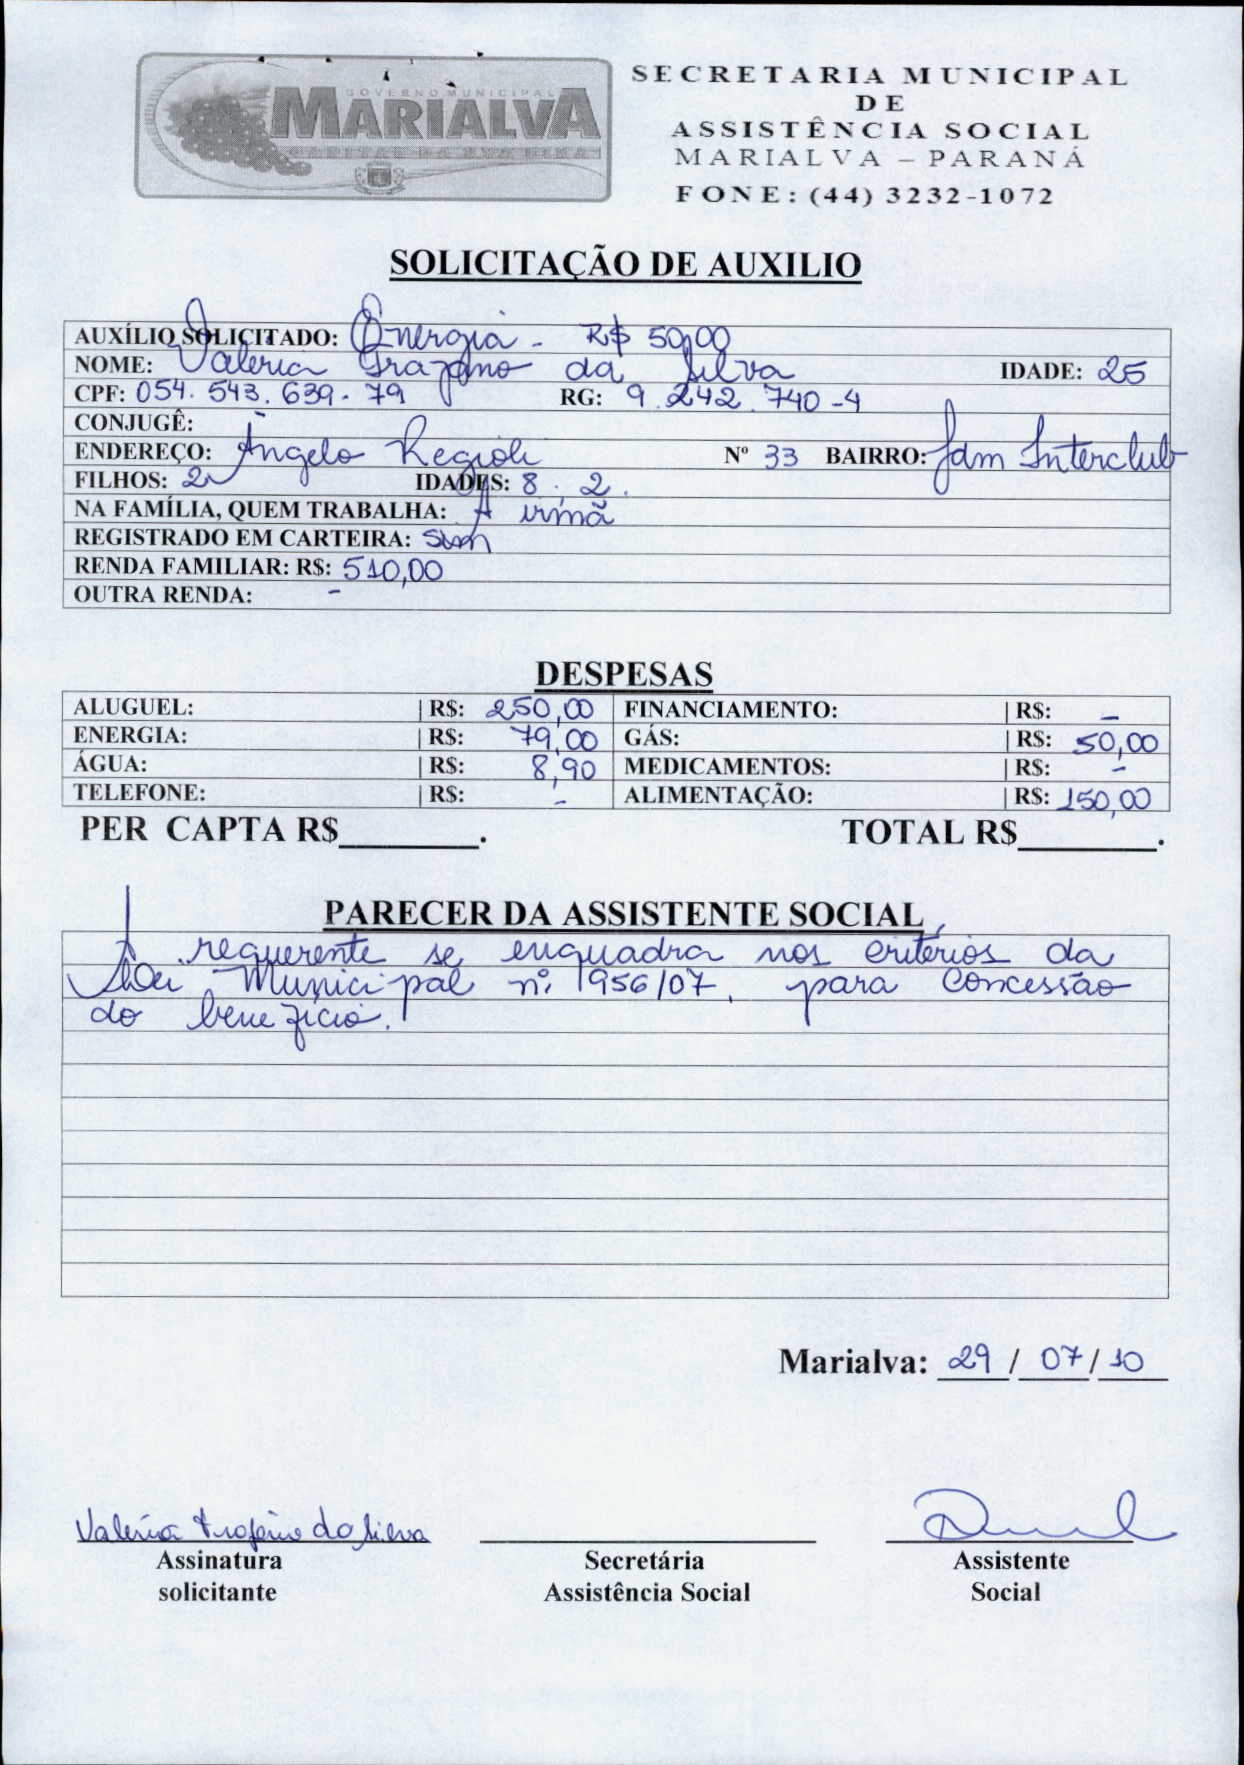 GOVERNO MUNICIPAL
MARIALVA
CAPITAL DA UVA FINA
SECRETARIA MUNICIPAL
DE
ASSISTÊNCIA SOCIAL
MARIALVA – PARANÁ
FONE: (44) 3232-1072
SOLICITAÇÃO DE AUXILIO
AUXÍLIO SOLICITADO: Energia - R$ 50,00
NOME: Valeria Trajano da Silva IDADE: 25
CPF: 054.543.639-79 RG: 9.242.740-4
CONJUGÊ: -
ENDEREÇO: Angelo Regioli Nº 33 BAIRRO: Jdm Interclub
FILHOS: 2 IDADES: 8, 2.
NA FAMÍLIA, QUEM TRABALHA: A irmã
REGISTRADO EM CARTEIRA: Sim
RENDA FAMILIAR: R$: 510,00
OUTRA RENDA: -
DESPESAS
ALUGUEL: | R$: 250,00 FINANCIAMENTO: | R$: -
ENERGIA: | R$: 79,00 GÁS: | R$: 50,00
ÁGUA: | R$: 8,90 MEDICAMENTOS: | R$: -
TELEFONE: | R$: - ALIMENTAÇÃO: | R$: 150,00
PER CAPTA R$________. TOTAL R$________.
PARECER DA ASSISTENTE SOCIAL
A requerente se enquadra nos critérios da
Lei Municipal nº 1956/07, para concessão
do benefício.
Marialva: 29 / 07 / 10
Valeria trajano da silva
Assinatura Secretária Assistente
solicitante Assistência Social Social